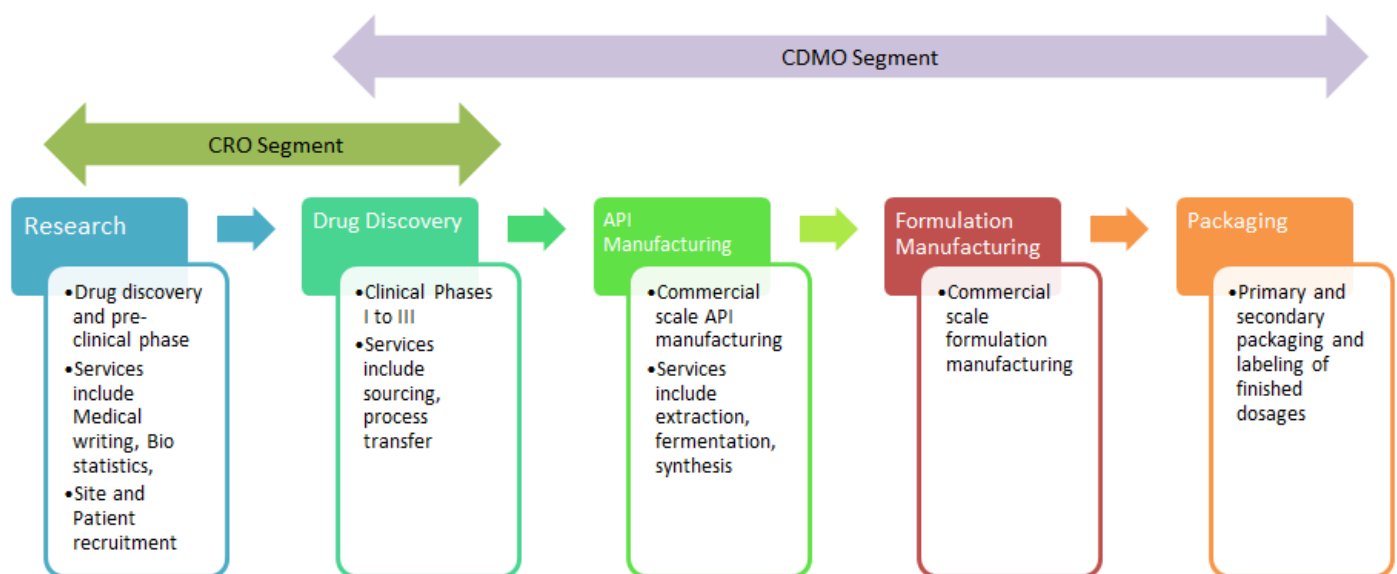 CDMO Segment
CRO Segment
Research
•Drug discovery
and pre-
clinical phase
•Services
include
Medical
writing, Bio
statistics,
•Site and
Patient
recruitment
Drug Discovery
•Clinical Phases
I to III
•Services
include
sourcing,
process
transfer
API
Manufacturing
•Commercial
scale API
manufacturing
•Services
include
extraction,
fermentation,
synthesis
Formulation
Manufacturing
•Commercial
scale
formulation
manufacturing
Packaging
•Primary and
secondary
packaging and
labeling of
finished
dosages